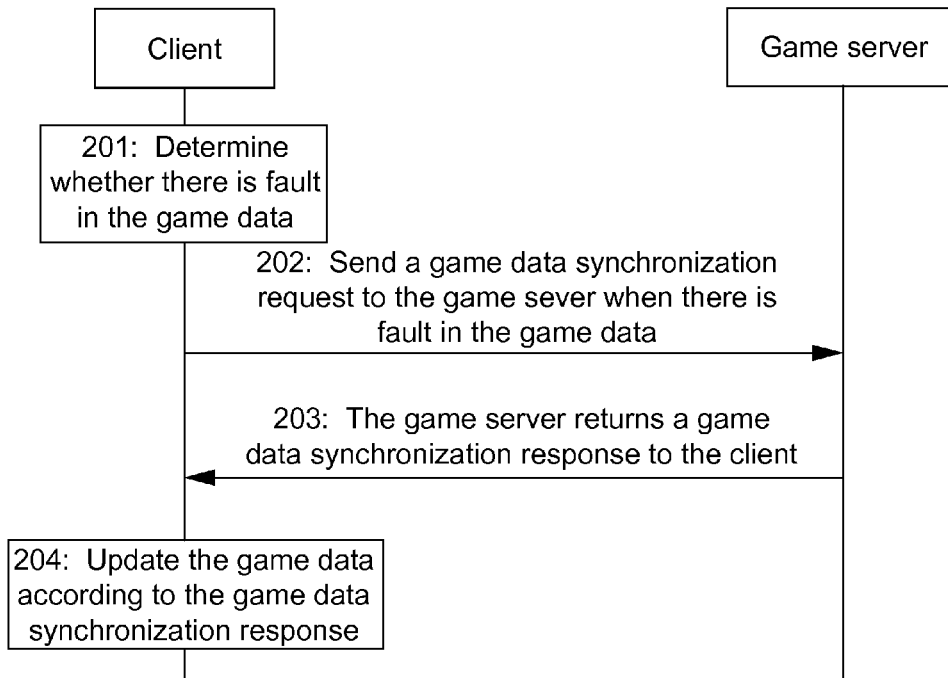 Client
Game server
201: Determine
whether there is fault
in the game data
202: Send a game data synchronization
request to the game sever when there is
fault in the game data
203: The game server returns a game
data synchronization response to the client
204: Update the game data
according to the game data
synchronization response